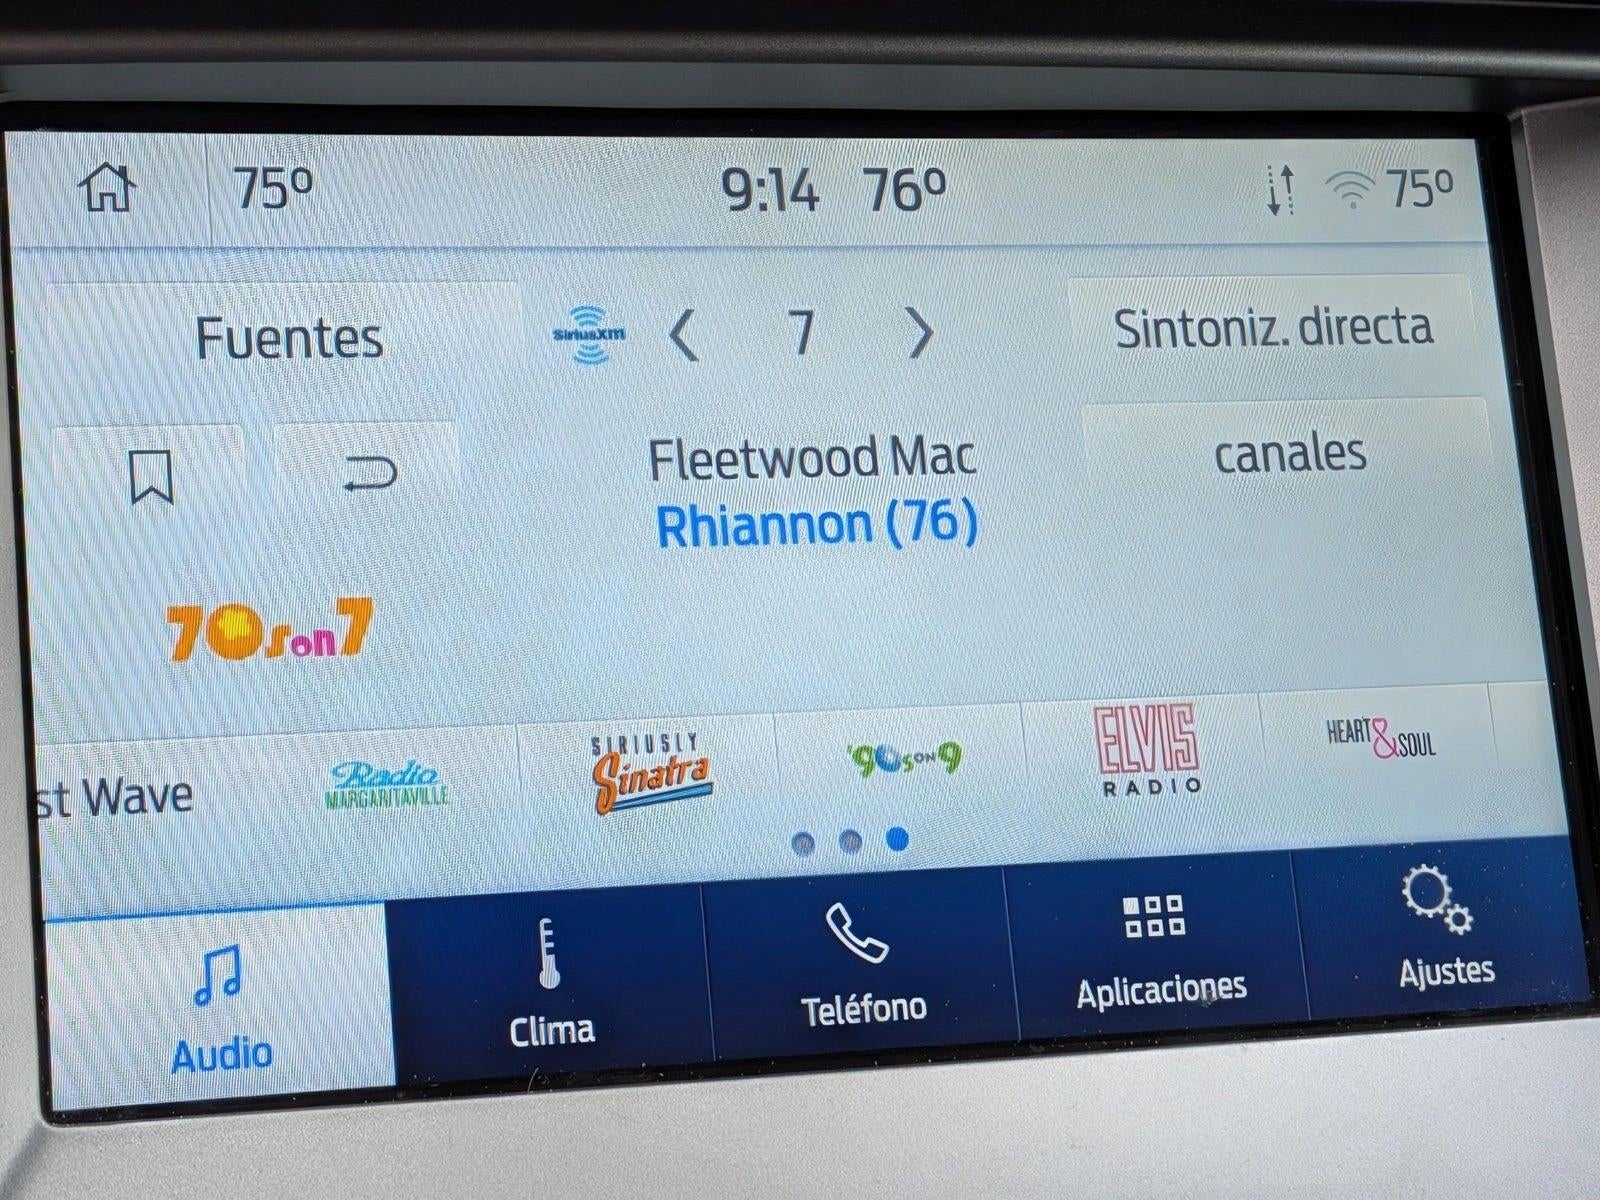 75º 9:14 76º 75º
Fuentes SiriusXM 7 Sintoniz. directa
Fleetwood Mac canales
Rhiannon (76)
70s on 7
st Wave Radio MARGARITAVILLE SIRIUSLY Sinatra '90s ON 9 ELVIS RADIO HEART & SOUL
Audio Clima Teléfono Aplicaciones Ajustes